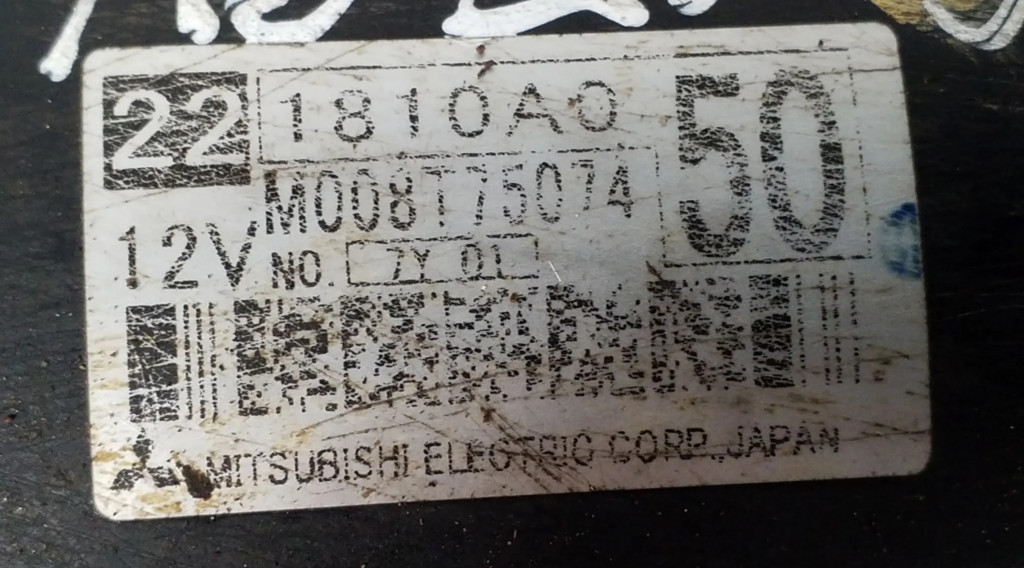 22 1810A0 50
M008T75074
12V NO. ZY 01
MITSUBISHI ELECTRIC CORP. JAPAN